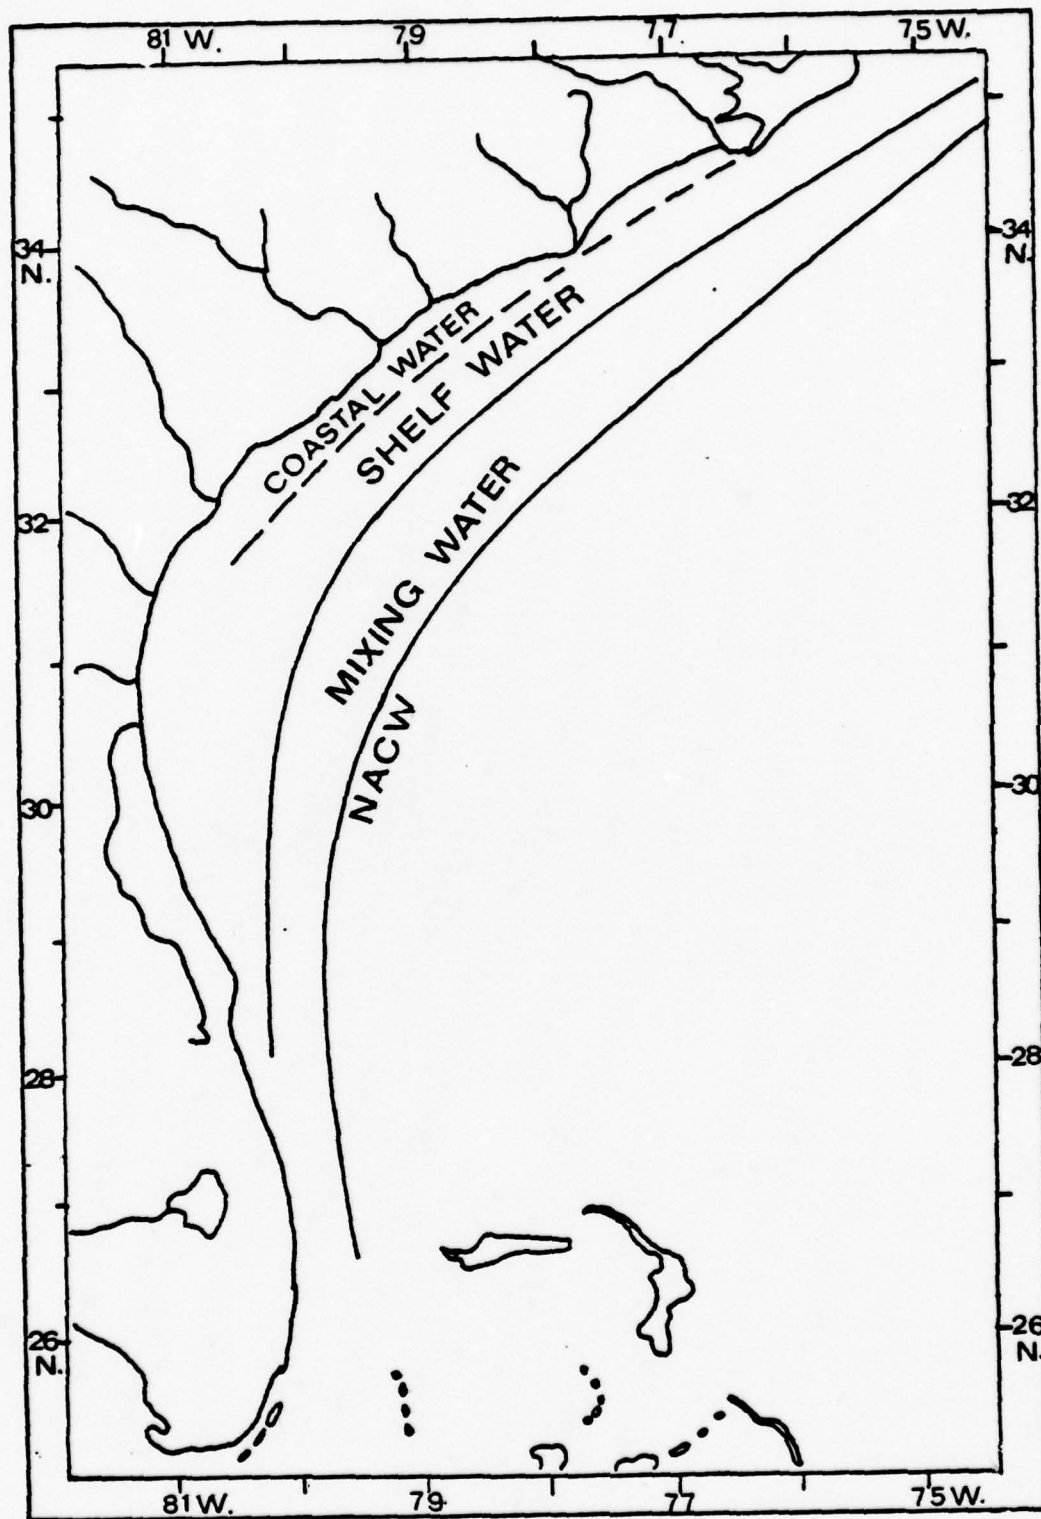 81 W. 79 77 75 W.
34 N. 34 N.
COASTAL WATER
SHELF WATER
32 32
MIXING WATER
NACW
30 30
28 28
26 N. 26 N.
81 W. 79 77 75 W.